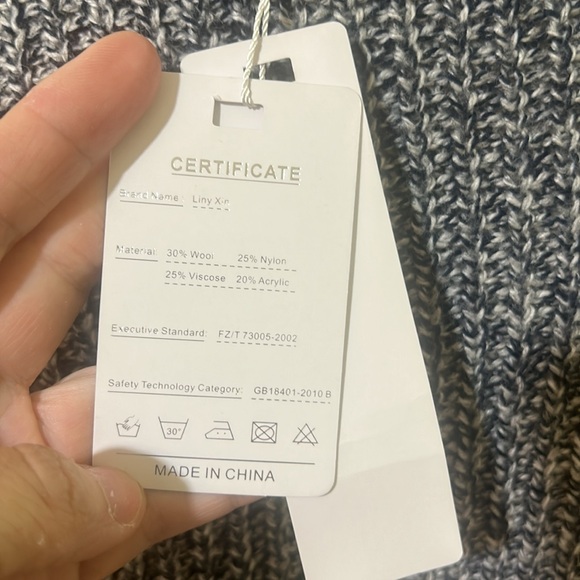 CERTIFICATE
Brand Name: Liny Xin
Material: 30% Wool 25% Nylon
25% Viscose 20% Acrylic
Executive Standard: FZ/T 73005-2002
Safety Technology Category: GB18401-2010 B
30°
MADE IN CHINA